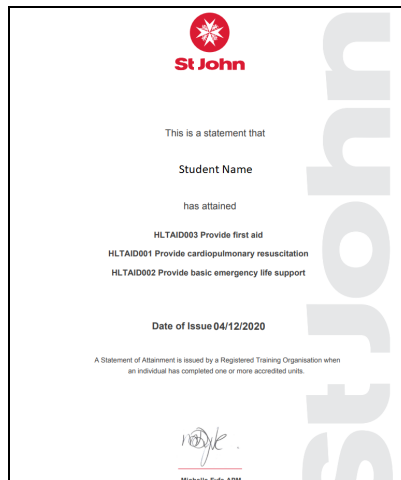 St John
This is a statement that
Student Name
has attained
HLTAID003 Provide first aid
HLTAID001 Provide cardiopulmonary resuscitation
HLTAID002 Provide basic emergency life support
Date of Issue 04/12/2020
A Statement of Attainment is issued by a Registered Training Organisation when
an individual has completed one or more accredited units.
St John